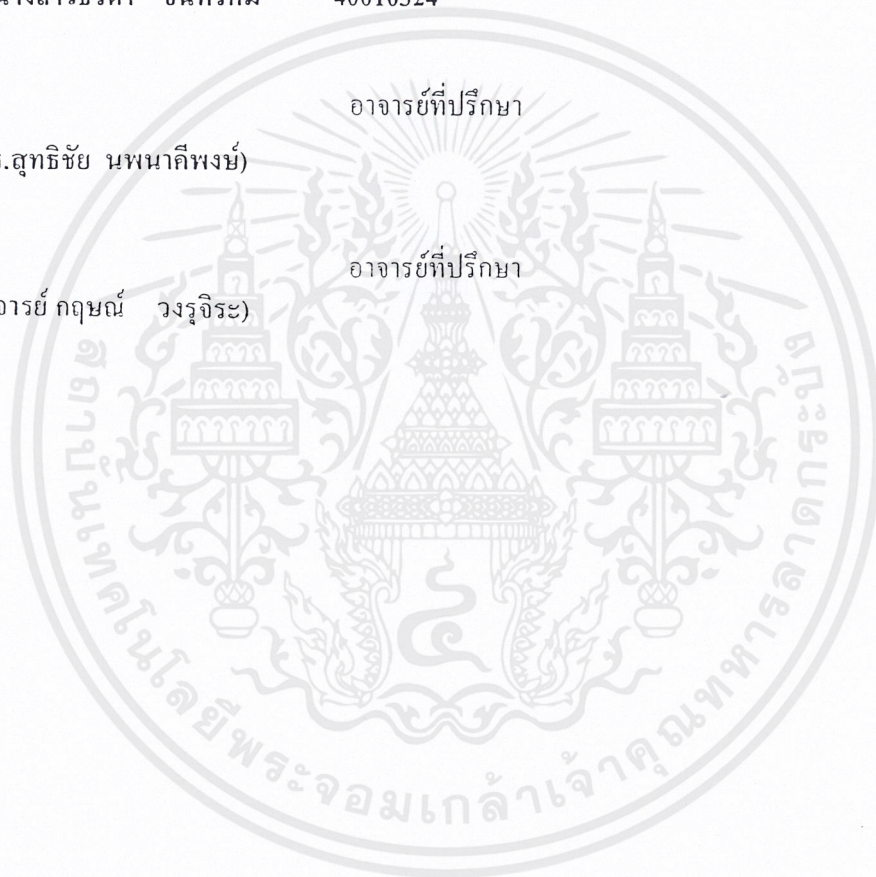 40010324
อาจารย์ที่ปรึกษา
.สุทธิชัย นพนาคีพงษ์)
อาจารย์ที่ปรึกษา
ารย์ กฤษณ์ วงรุจิระ)
สถาบันเทคโนโลยีพระจอมเกล้าเจ้าคุณทหารลาดกระบัง